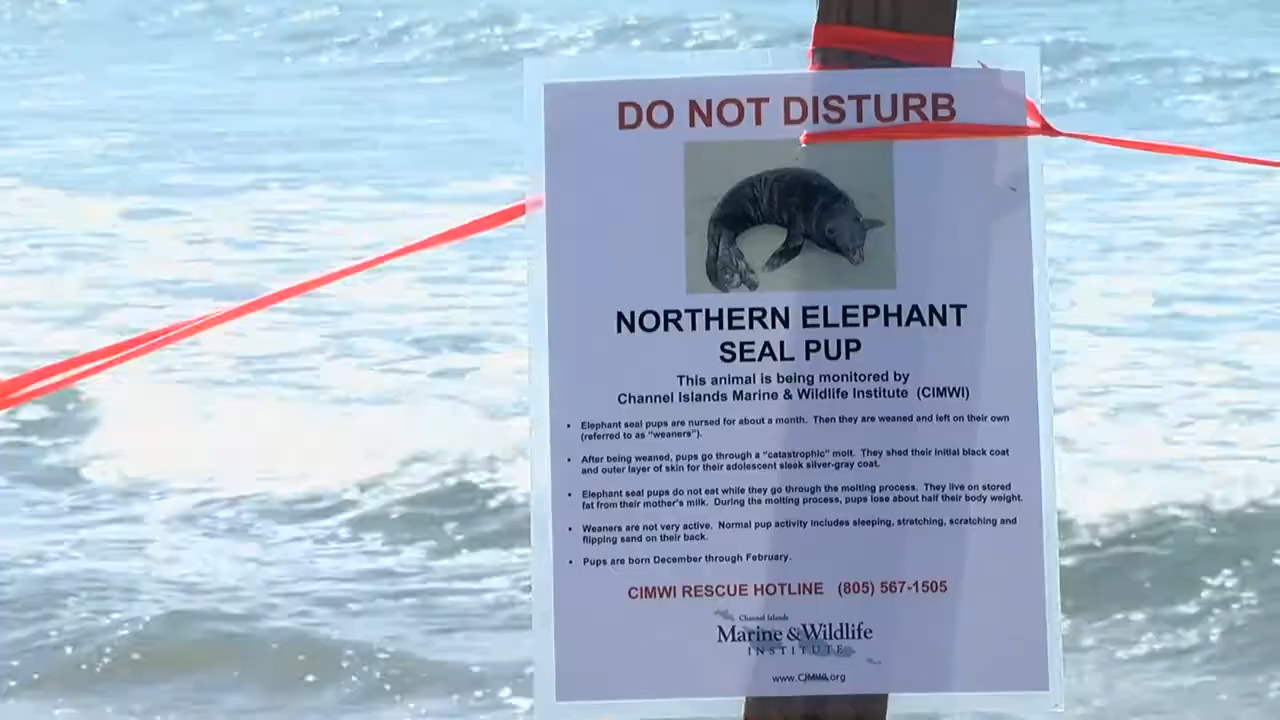 DO NOT DISTURB
NORTHERN ELEPHANT
SEAL PUP
This animal is being monitored by
Channel Islands Marine & Wildlife Institute (CIMWI)
• Elephant seal pups are nursed for about a month. Then they are weaned and left on their own
(referred to as "weaners").
• After being weaned, pups go through a "catastrophic" molt. They shed their initial black coat
and outer layer of skin for their adolescent sleek silver-gray coat.
• Elephant seal pups do not eat while they go through the molting process. They live on stored
fat from their mother's milk. During the molting process, pups lose about half their body weight.
• Weaners are not very active. Normal pup activity includes sleeping, stretching, scratching and
flipping sand on their back.
• Pups are born December through February.
CIMWI RESCUE HOTLINE (805) 567-1505
Channel Islands
Marine & Wildlife
INSTITUTE
www.CIMWI.org